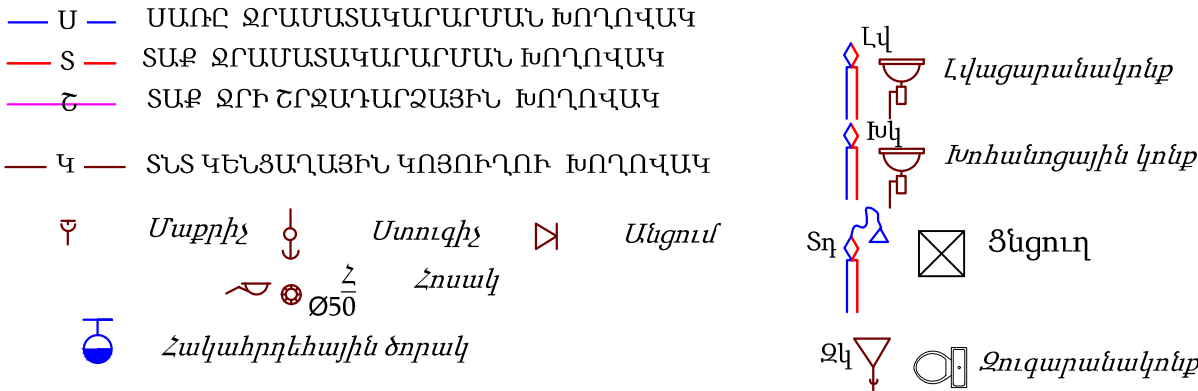 Ս ՍԱՌԸ ՋՐԱՄԱՏԱԿԱՐԱՐՄԱՆ ԽՈՂՈՎԱԿ
Տ ՏԱՔ ՋՐԱՄԱՏԱԿԱՐԱՐՄԱՆ ԽՈՂՈՎԱԿ
Շ ՏԱՔ ՋՐԻ ՇՐՋԱԴԱՐՁԱՅԻՆ ԽՈՂՈՎԱԿ
Կ ՏՆՏ ԿԵՆՑԱՂԱՅԻՆ ԿՈՅՈՒՂՈՒ ԽՈՂՈՎԱԿ
Մաքրիչ Ստուգիչ Անցում
Հ
Ø50 Հոսակ
Հակահրդեհային ծորակ
Լվ Լվացարանակոնք
Խկ Խոհանոցային կոնք
Տդ Ցնցուղ
Զկ Զուգարանակոնք